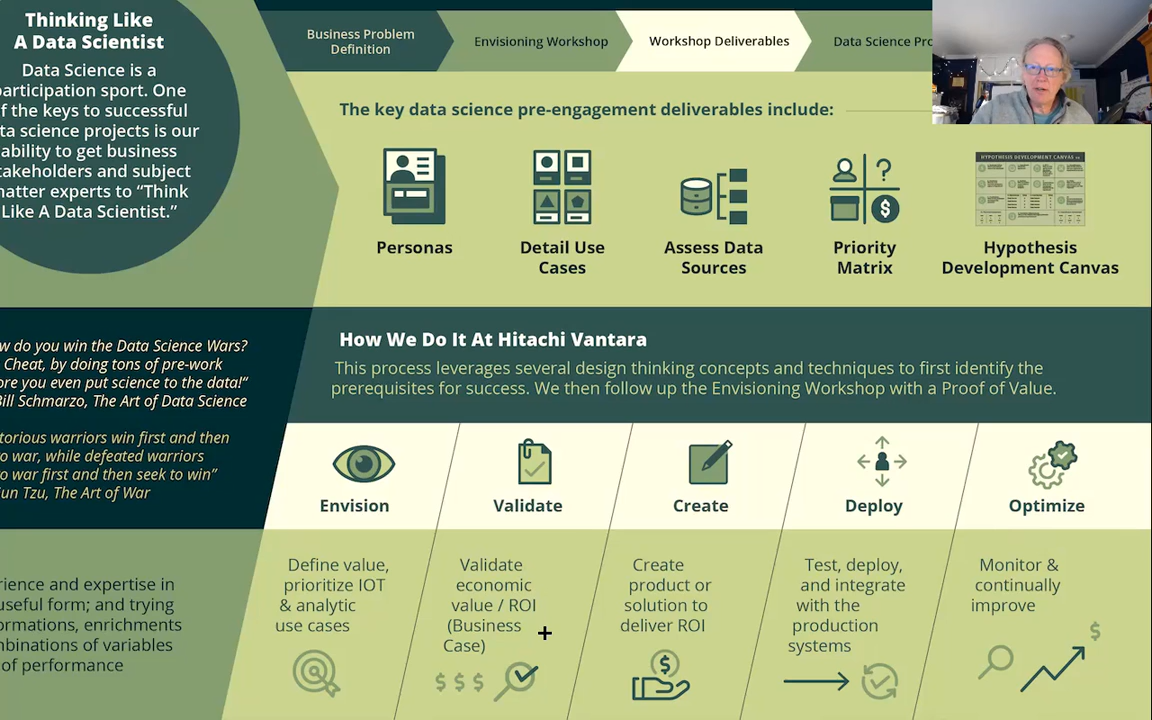 Thinking Like
A Data Scientist
Data Science is a
participation sport. One
of the keys to successful
data science projects is our
ability to get business
stakeholders and subject
matter experts to “Think
Like A Data Scientist.”
Business Problem
Definition
Envisioning Workshop
Workshop Deliverables
Data Science Pro
The key data science pre-engagement deliverables include:
Personas
Detail Use
Cases
Assess Data
Sources
Priority
Matrix
HYPOTHESIS DEVELOPMENT CANVAS
Hypothesis
Development Canvas
w do you win the Data Science Wars?
Cheat, by doing tons of pre-work
ore you even put science to the data!“
Bill Schmarzo, The Art of Data Science
torious warriors win first and then
to war, while defeated warriors
to war first and then seek to win”
Sun Tzu, The Art of War
How We Do It At Hitachi Vantara
This process leverages several design thinking concepts and techniques to first identify the
prerequisites for success. We then follow up the Envisioning Workshop with a Proof of Value.
Envision
Validate
Create
Deploy
Optimize
rience and expertise in
useful form; and trying
ormations, enrichments
mbinations of variables
of performance
Define value,
prioritize IOT
& analytic
use cases
Validate
economic
value / ROI
(Business
Case)
$ $ $
Create
product or
solution to
deliver ROI
$
Test, deploy,
and integrate
with the
production
systems
Monitor &
continually
improve
$